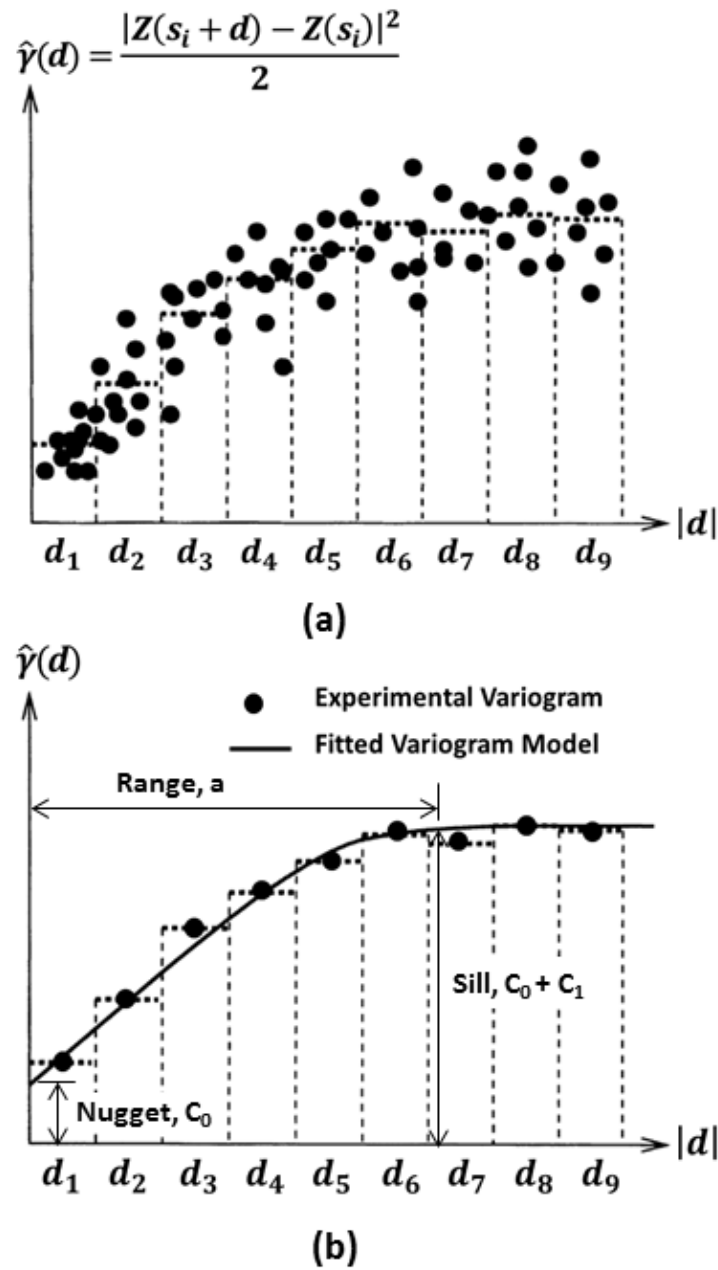 γ̂(d) = |Z(sᵢ + d) − Z(sᵢ)|² / 2
|d|
d₁ d₂ d₃ d₄ d₅ d₆ d₇ d₈ d₉
(a)
γ̂(d)
Experimental Variogram
Fitted Variogram Model
Range, a
Sill, C₀ + C₁
Nugget, C₀
|d|
d₁ d₂ d₃ d₄ d₅ d₆ d₇ d₈ d₉
(b)